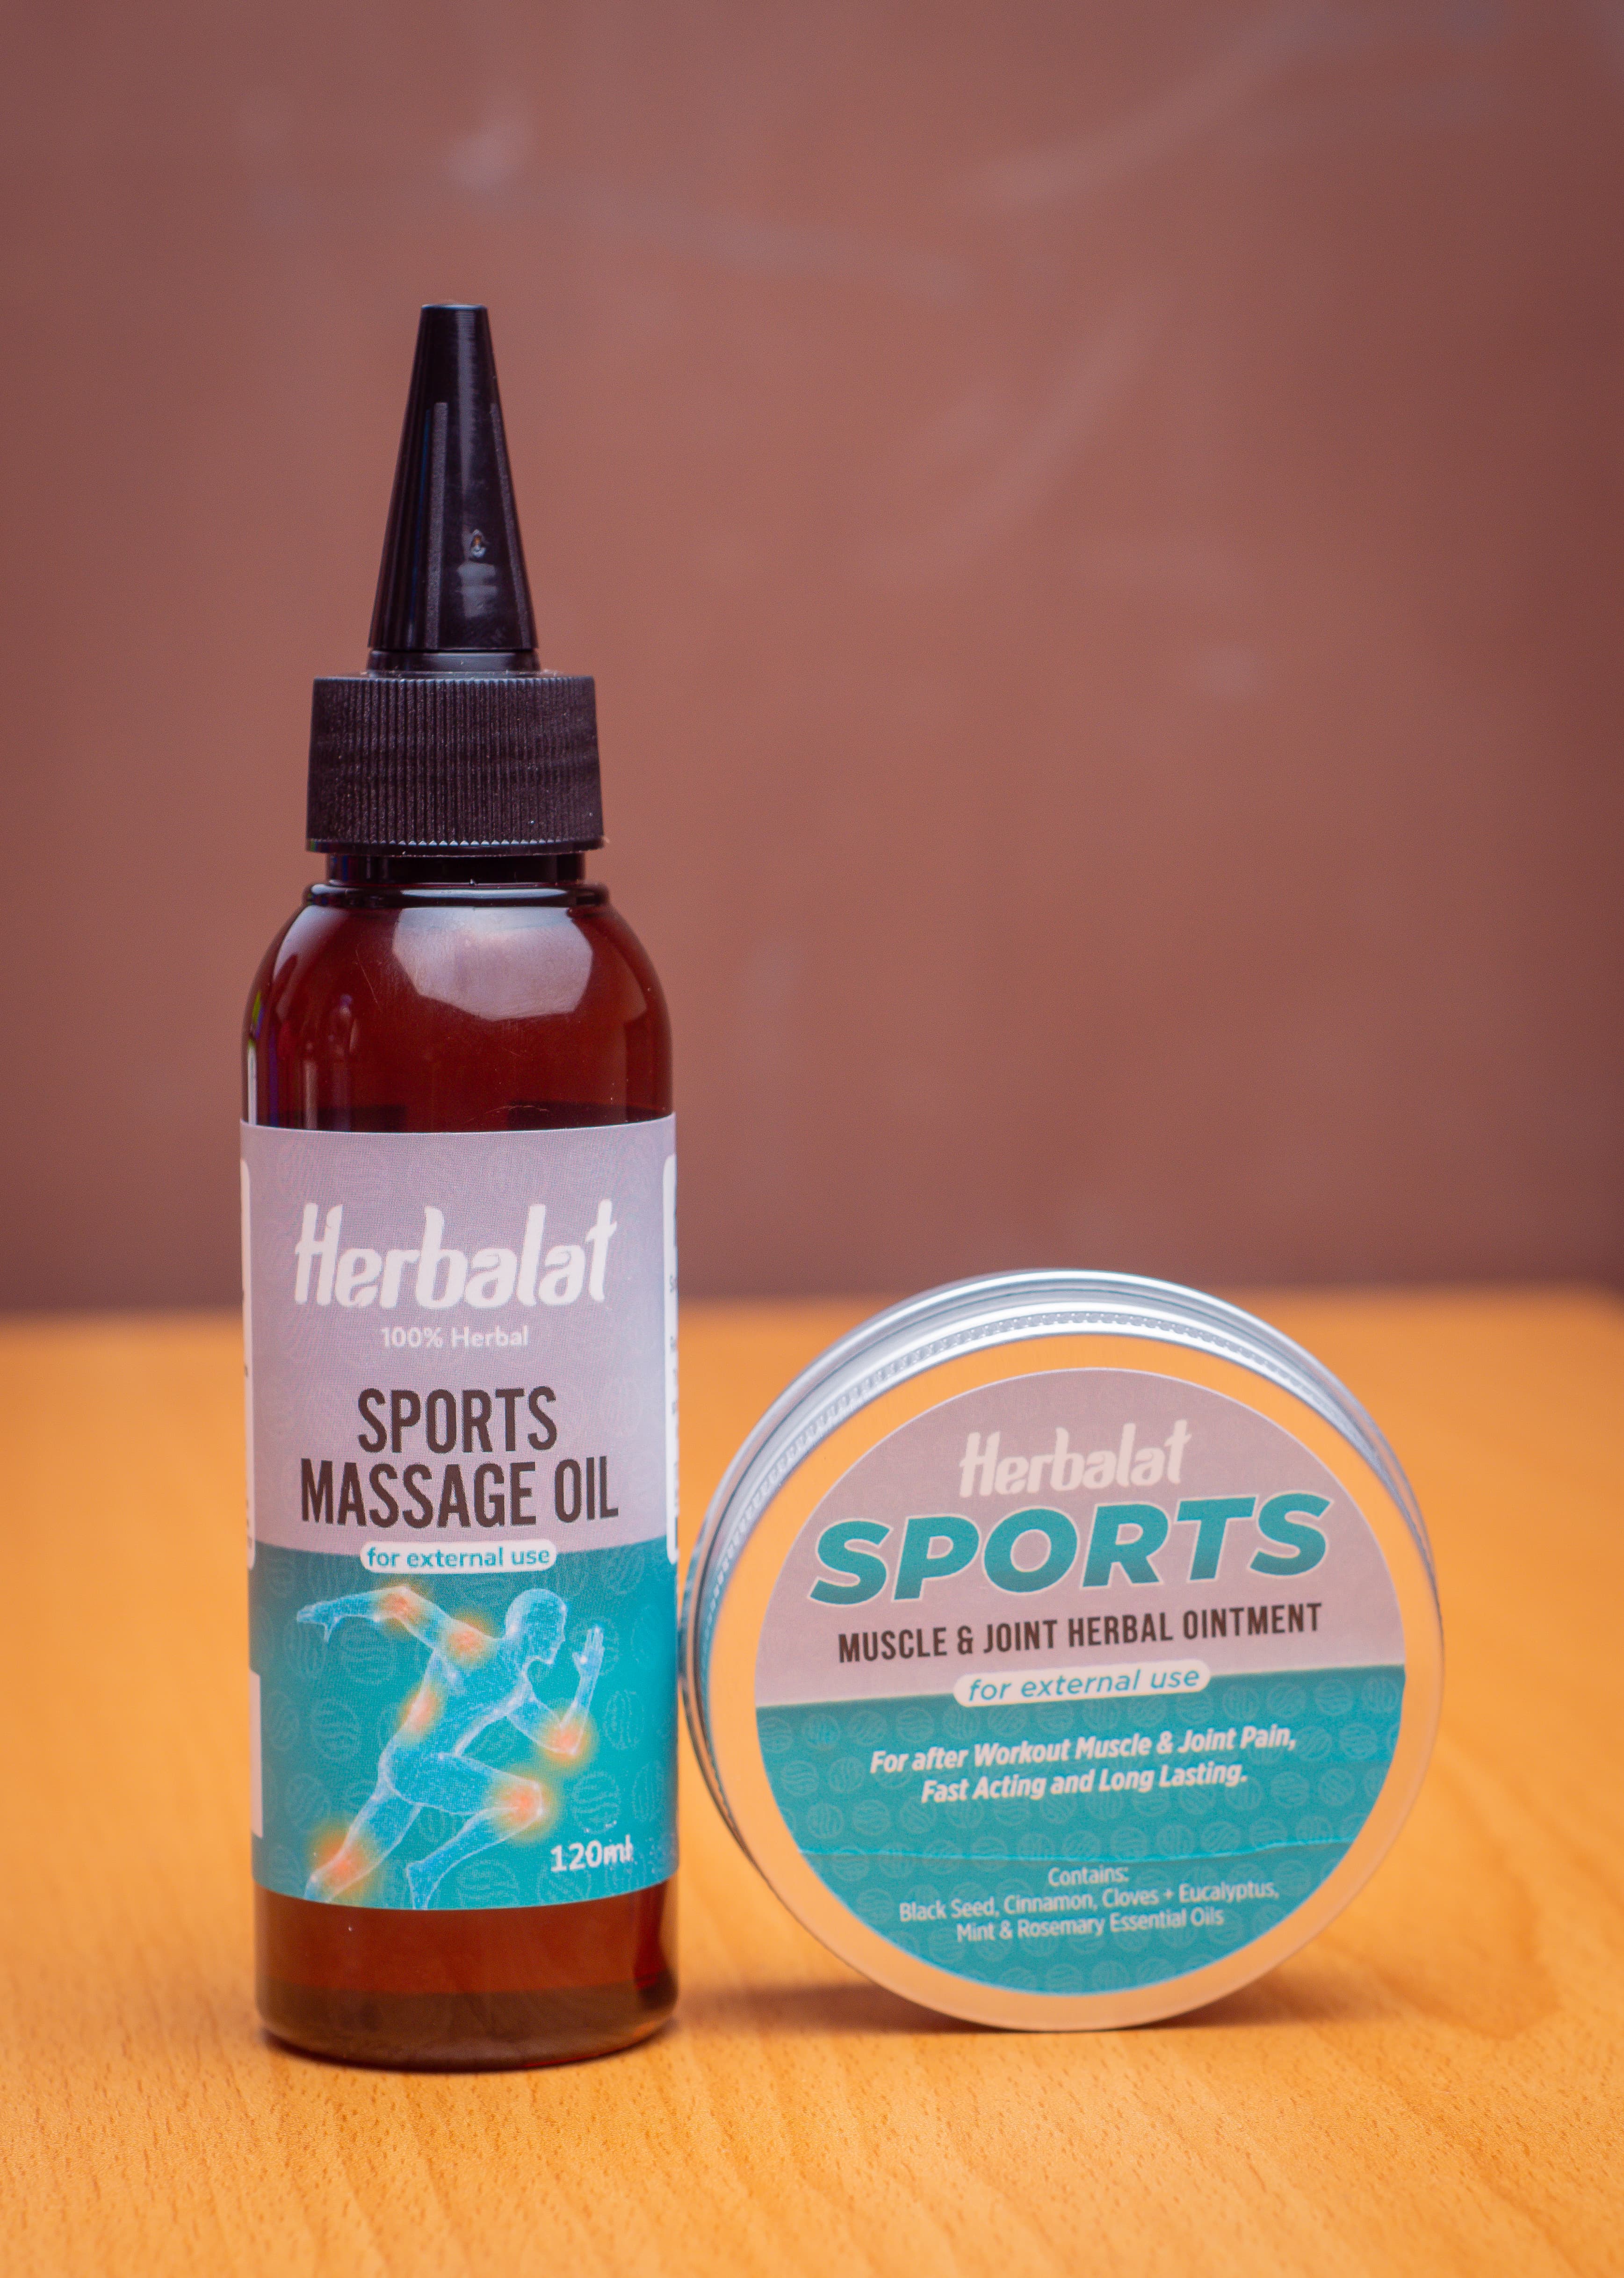 Herbalat
100% Herbal
SPORTS
MASSAGE OIL
for external use
120ml
Herbalat
SPORTS
MUSCLE & JOINT HERBAL OINTMENT
for external use
For after Workout Muscle & Joint Pain,
Fast Acting and Long Lasting.
Contains:
Black Seed, Cinnamon, Cloves + Eucalyptus,
Mint & Rosemary Essential Oils